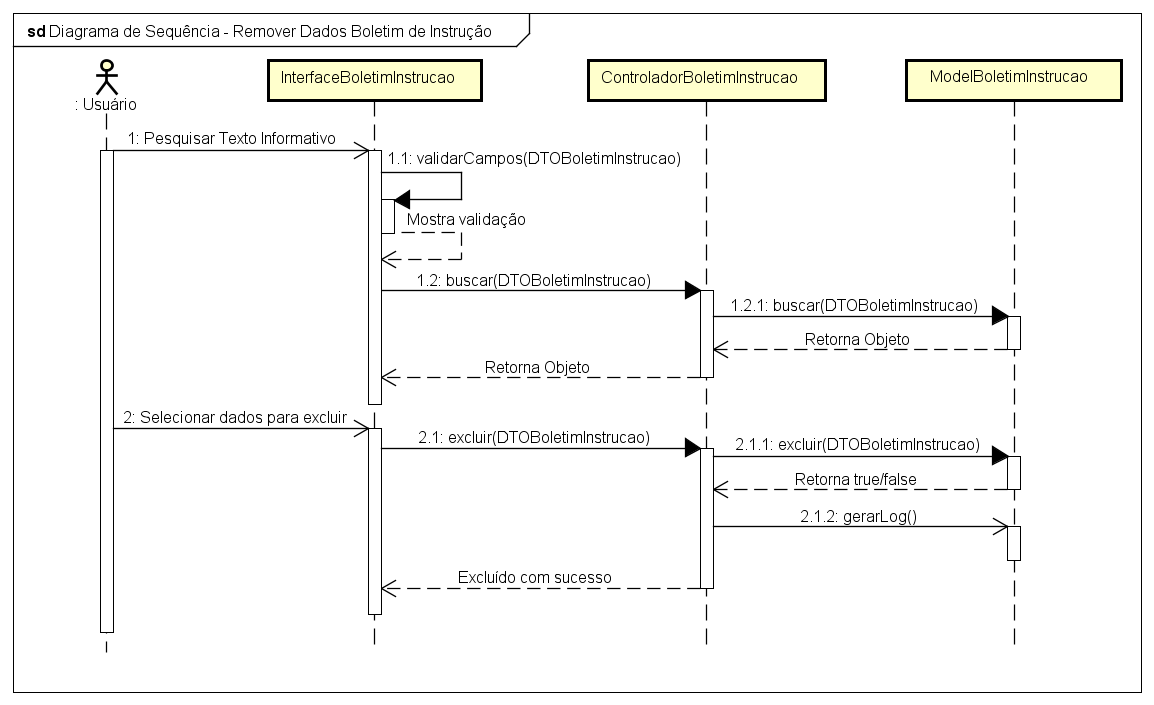 sd Diagrama de Sequência - Remover Dados Boletim de Instrução
: Usuário
InterfaceBoletimInstrucao
ControladorBoletimInstrucao
ModelBoletimInstrucao
1: Pesquisar Texto Informativo
1.1: validarCampos(DTOBoletimInstrucao)
Mostra validação
1.2: buscar(DTOBoletimInstrucao)
1.2.1: buscar(DTOBoletimInstrucao)
Retorna Objeto
Retorna Objeto
2: Selecionar dados para excluir
2.1: excluir(DTOBoletimInstrucao)
2.1.1: excluir(DTOBoletimInstrucao)
Retorna true/false
2.1.2: gerarLog()
Excluído com sucesso